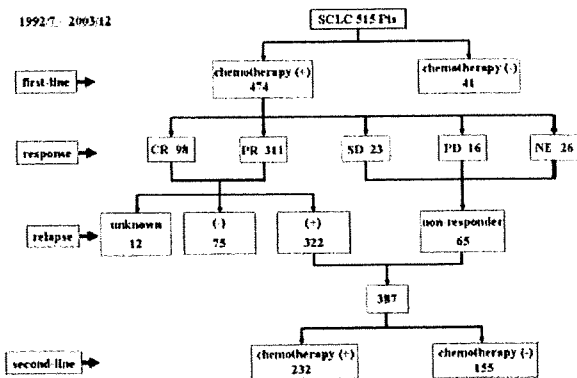 1992/7 - 2003/12
SCLC 515 Pts
first-line
chemotherapy (+)
474
chemotherapy (-)
41
response
CR 98
PR 311
SD 23
PD 16
NE 26
relapse
unknown
12
(-)
75
(+)
322
non responder
65
387
second-line
chemotherapy (+)
232
chemotherapy (-)
155